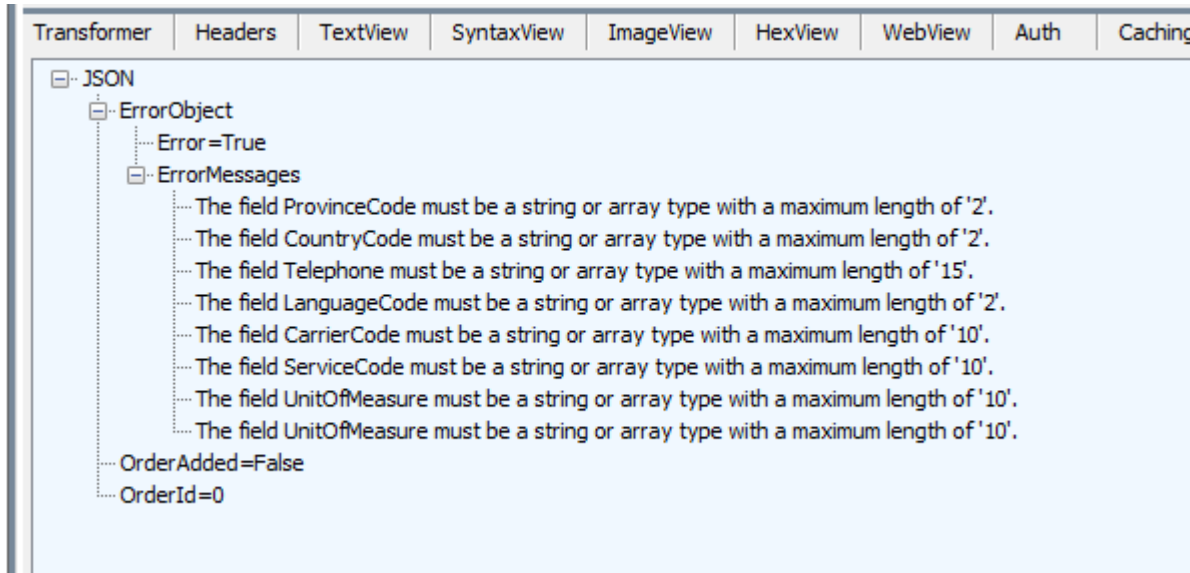 Transformer Headers TextView SyntaxView ImageView HexView WebView Auth Caching
JSON
ErrorObject
Error=True
ErrorMessages
The field ProvinceCode must be a string or array type with a maximum length of '2'.
The field CountryCode must be a string or array type with a maximum length of '2'.
The field Telephone must be a string or array type with a maximum length of '15'.
The field LanguageCode must be a string or array type with a maximum length of '2'.
The field CarrierCode must be a string or array type with a maximum length of '10'.
The field ServiceCode must be a string or array type with a maximum length of '10'.
The field UnitOfMeasure must be a string or array type with a maximum length of '10'.
The field UnitOfMeasure must be a string or array type with a maximum length of '10'.
OrderAdded=False
OrderId=0